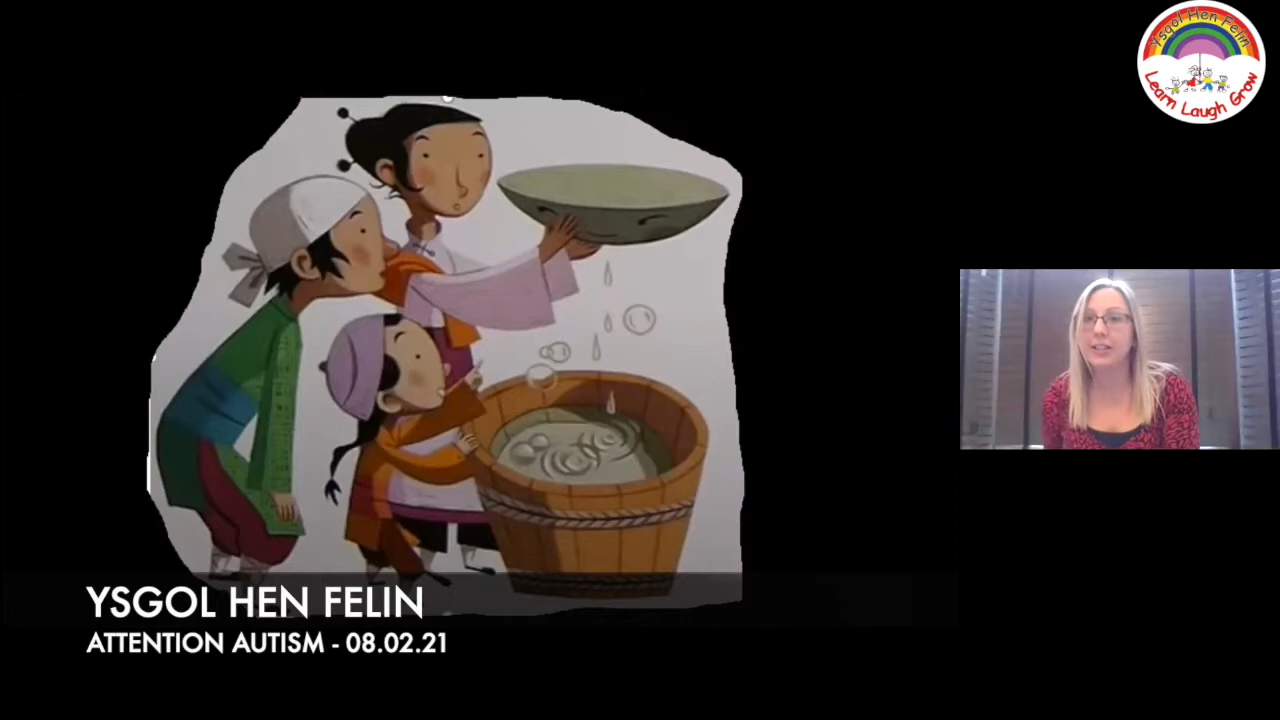 Ysgol Hen Felin
Learn Laugh Grow
YSGOL HEN FELIN
ATTENTION AUTISM - 08.02.21